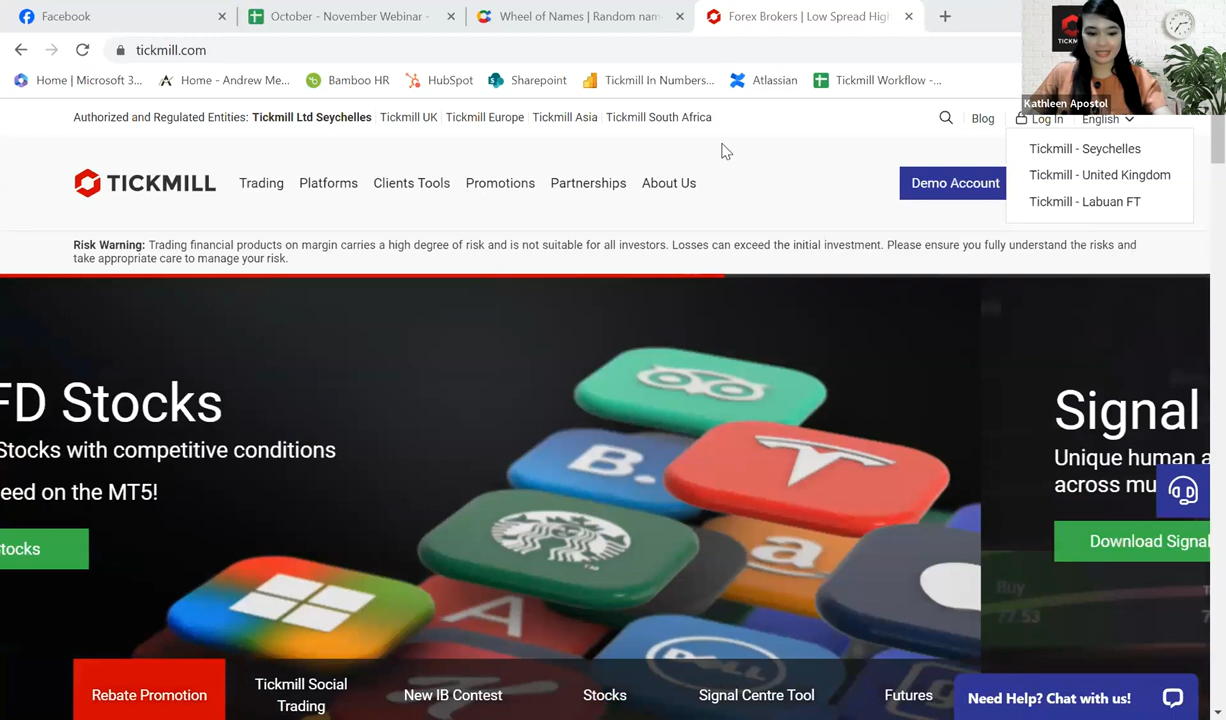 Facebook
October - November Webinar -
Wheel of Names | Random nam
Forex Brokers | Low Spread Hig
TICKM
tickmill.com
Home | Microsoft 3...
Home - Andrew Me...
Bamboo HR
HubSpot
Sharepoint
Tickmill In Numbers...
Atlassian
Tickmill Workflow -...
Kathleen Apostol
Authorized and Regulated Entities: Tickmill Ltd Seychelles Tickmill UK Tickmill Europe Tickmill Asia Tickmill South Africa
Blog
Log In
English
Tickmill - Seychelles
Tickmill - United Kingdom
Tickmill - Labuan FT
TICKMILL
Trading
Platforms
Clients Tools
Promotions
Partnerships
About Us
Demo Account
Risk Warning: Trading financial products on margin carries a high degree of risk and is not suitable for all investors. Losses can exceed the initial investment. Please ensure you fully understand the risks and
take appropriate care to manage your risk.
FD Stocks
Stocks with competitive conditions
eed on the MT5!
Stocks
B.
a
DELL
Signal
Unique human a
across mu
Download Signal
Buy
77.53
Rebate Promotion
Tickmill Social
Trading
New IB Contest
Stocks
Signal Centre Tool
Futures
Need Help? Chat with us!